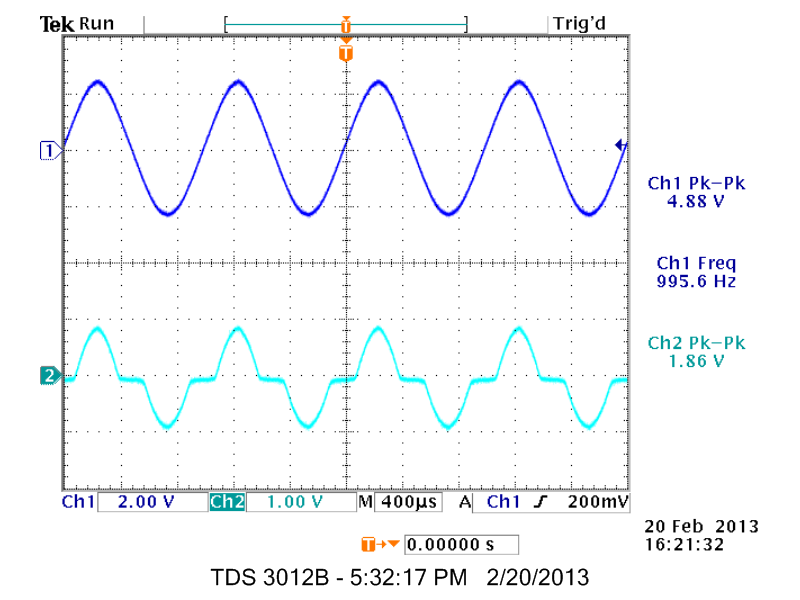 Tek Run Trig'd
T
T
1
Ch1 Pk-Pk
4.88 V
Ch1 Freq
995.6 Hz
Ch2 Pk-Pk
1.86 V
2
Ch1 2.00 V Ch2 1.00 V M 400µs A Ch1 200mV
T 0.00000 s
20 Feb 2013
16:21:32
TDS 3012B - 5:32:17 PM 2/20/2013